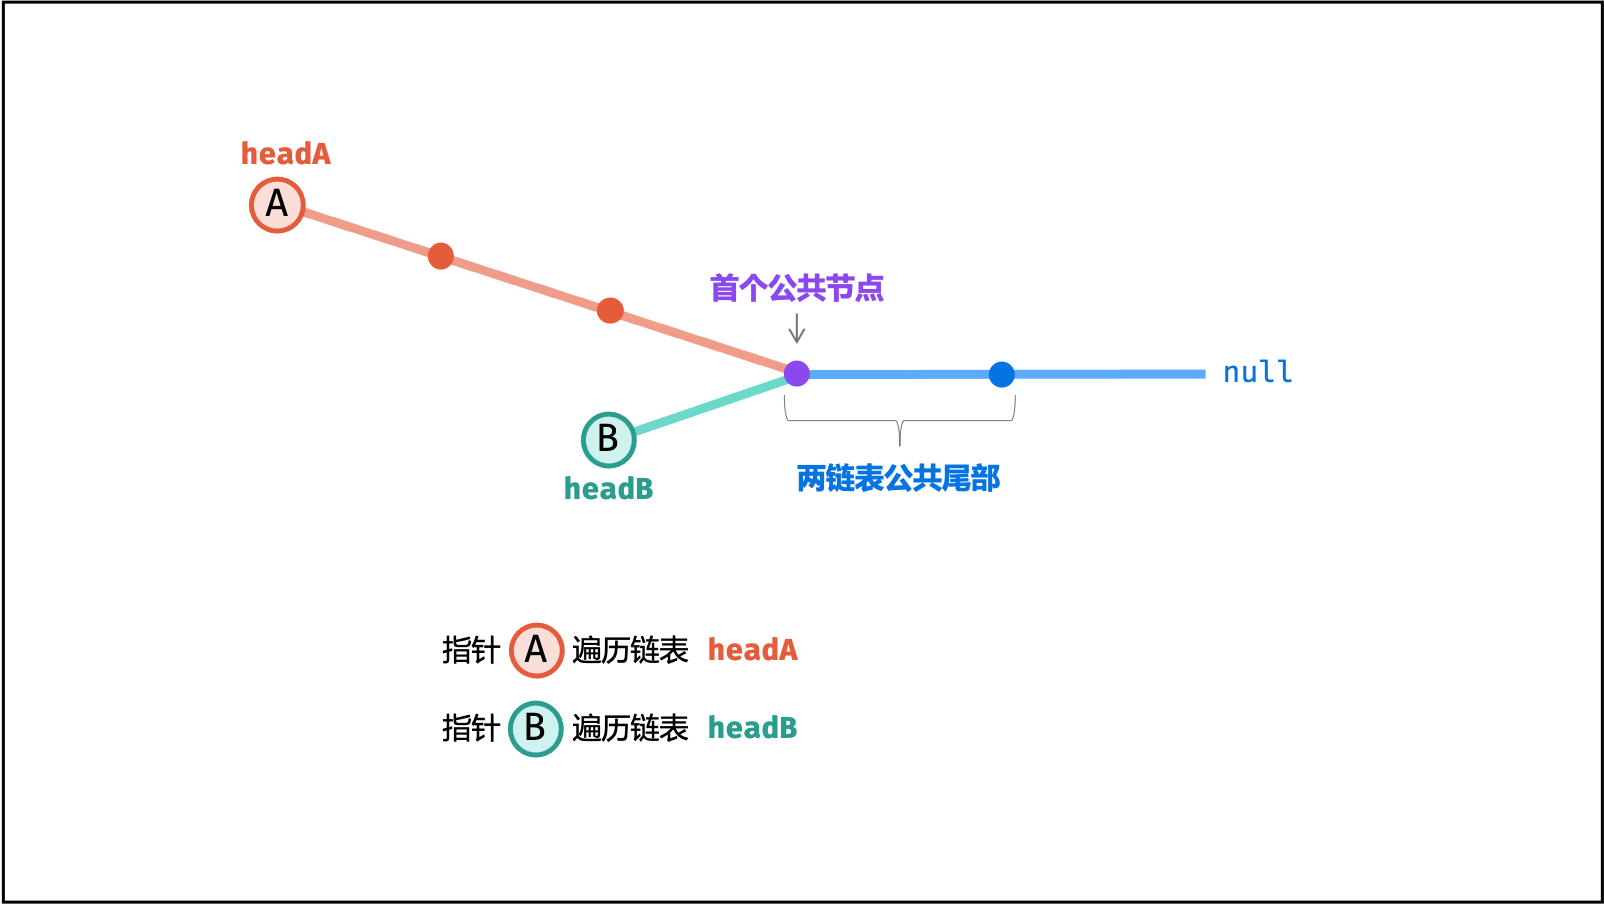 headA
A
首个公共节点
null
B
headB
两链表公共尾部
指针 A 遍历链表 headA
指针 B 遍历链表 headB